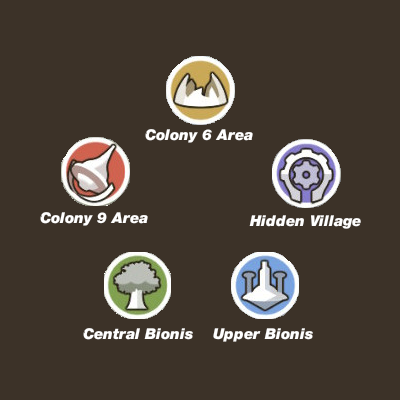 Colony 6 Area
Colony 9 Area
Hidden Village
Central Bionis
Upper Bionis